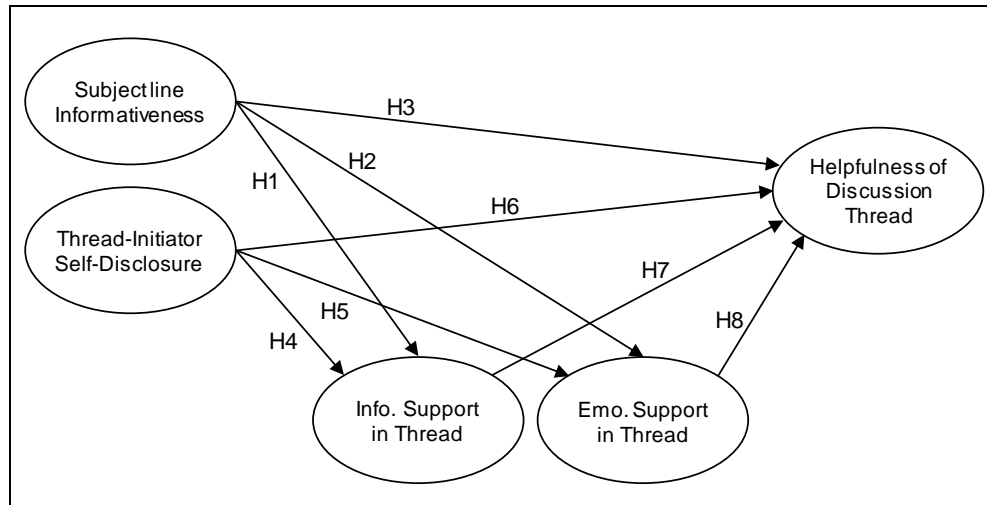 Subject line
Informativeness
H3
H2
H1
Helpfulness of
Discussion
Thread
H6
Thread-Initiator
Self-Disclosure
H7
H5
H8
H4
Info. Support
in Thread
Emo. Support
in Thread